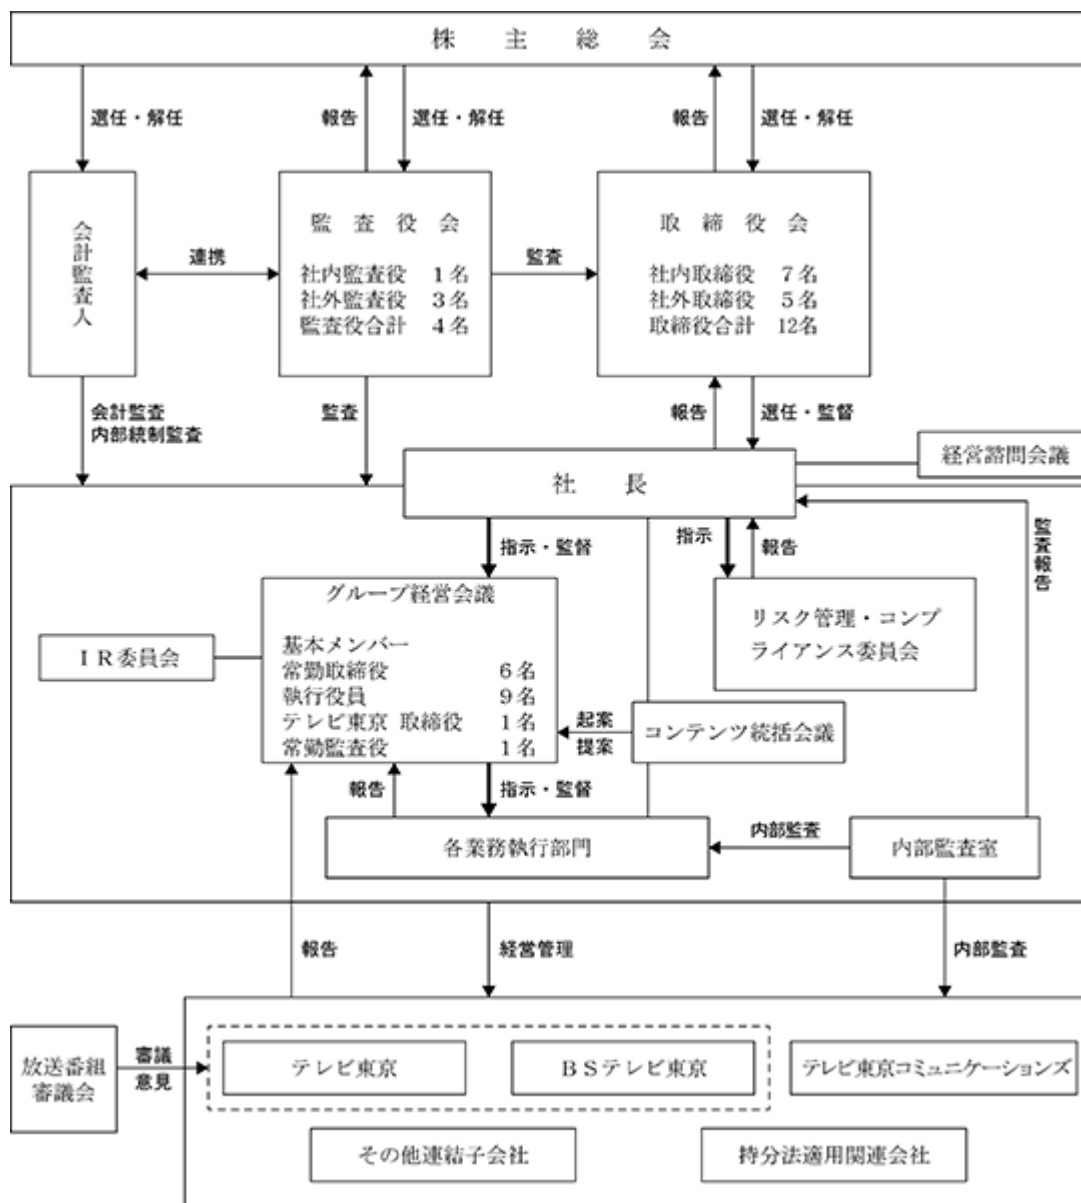 株 主 総 会
選任・解任
報告
選任・解任
報告
選任・解任
会計監査人
連携
監 査 役 会
社内監査役 1名
社外監査役 3名
監査役合計 4名
監査
取 締 役 会
社内取締役 7名
社外取締役 5名
取締役合計 12名
会計監査
内部統制監査
監査
報告
選任・監督
経営諮問会議
社 長
指示・監督
指示
報告
監査報告
グループ経営会議
基本メンバー
常勤取締役 6名
執行役員 9名
テレビ東京 取締役 1名
常勤監査役 1名
IR委員会
リスク管理・コンプ
ライアンス委員会
起案
提案
コンテンツ統括会議
報告
指示・監督
各業務執行部門
内部監査
内部監査室
報告
経営管理
内部監査
放送番組
審議会
審議
意見
テレビ東京
BSテレビ東京
テレビ東京コミュニケーションズ
その他連結子会社
持分法適用関連会社